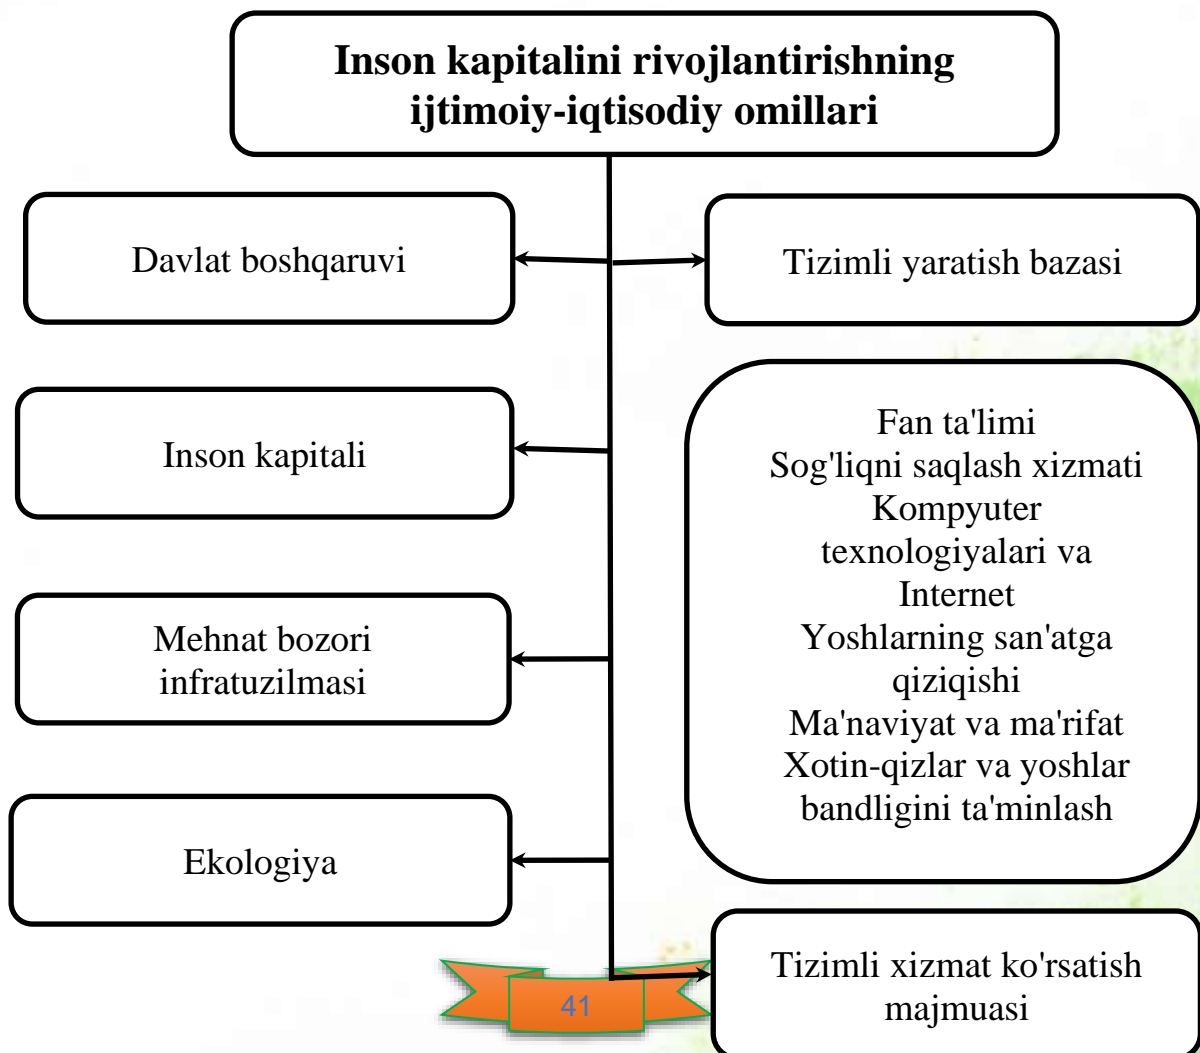 Inson kapitalini rivojlantirishning
ijtimoiy-iqtisodiy omillari
Davlat boshqaruvi
Tizimli yaratish bazasi
Inson kapitali
Fan ta'limi
Sog'liqni saqlash xizmati
Kompyuter
texnologiyalari va
Internet
Yoshlarning san'atga
qiziqishi
Ma'naviyat va ma'rifat
Xotin-qizlar va yoshlar
bandligini ta'minlash
Mehnat bozori
infratuzilmasi
Ekologiya
Tizimli xizmat ko'rsatish
majmuasi
41